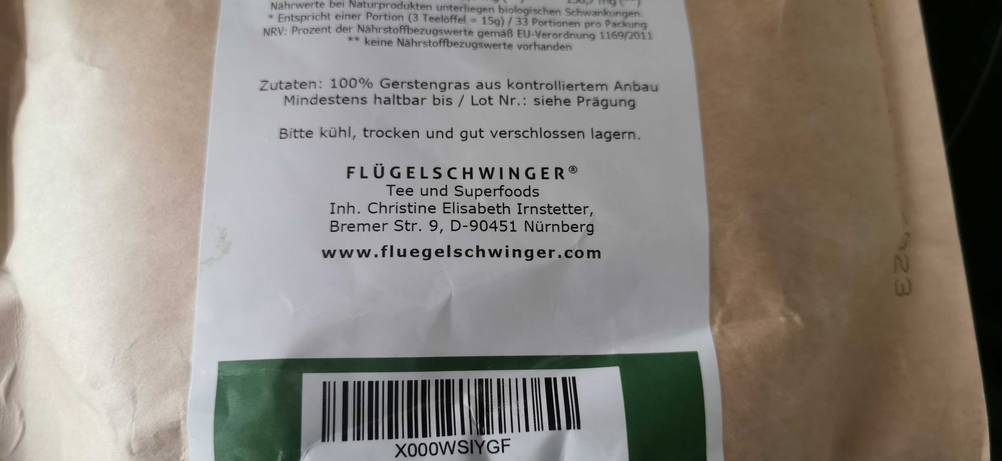 Nährwerte bei Naturprodukten unterliegen biologischen Schwankungen.
* Entspricht einer Portion (3 Teelöffel = 15g) / 33 Portionen pro Packung
NRV: Prozent der Nährstoffbezugswerte gemäß EU-Verordnung 1169/2011
** keine Nährstoffbezugswerte vorhanden
Zutaten: 100% Gerstengras aus kontrolliertem Anbau
Mindestens haltbar bis / Lot Nr.: siehe Prägung
Bitte kühl, trocken und gut verschlossen lagern.
FLÜGELSCHWINGER®
Tee und Superfoods
Inh. Christine Elisabeth Irnstetter,
Bremer Str. 9, D-90451 Nürnberg
www.fluegelschwinger.com
X000WSIYGF